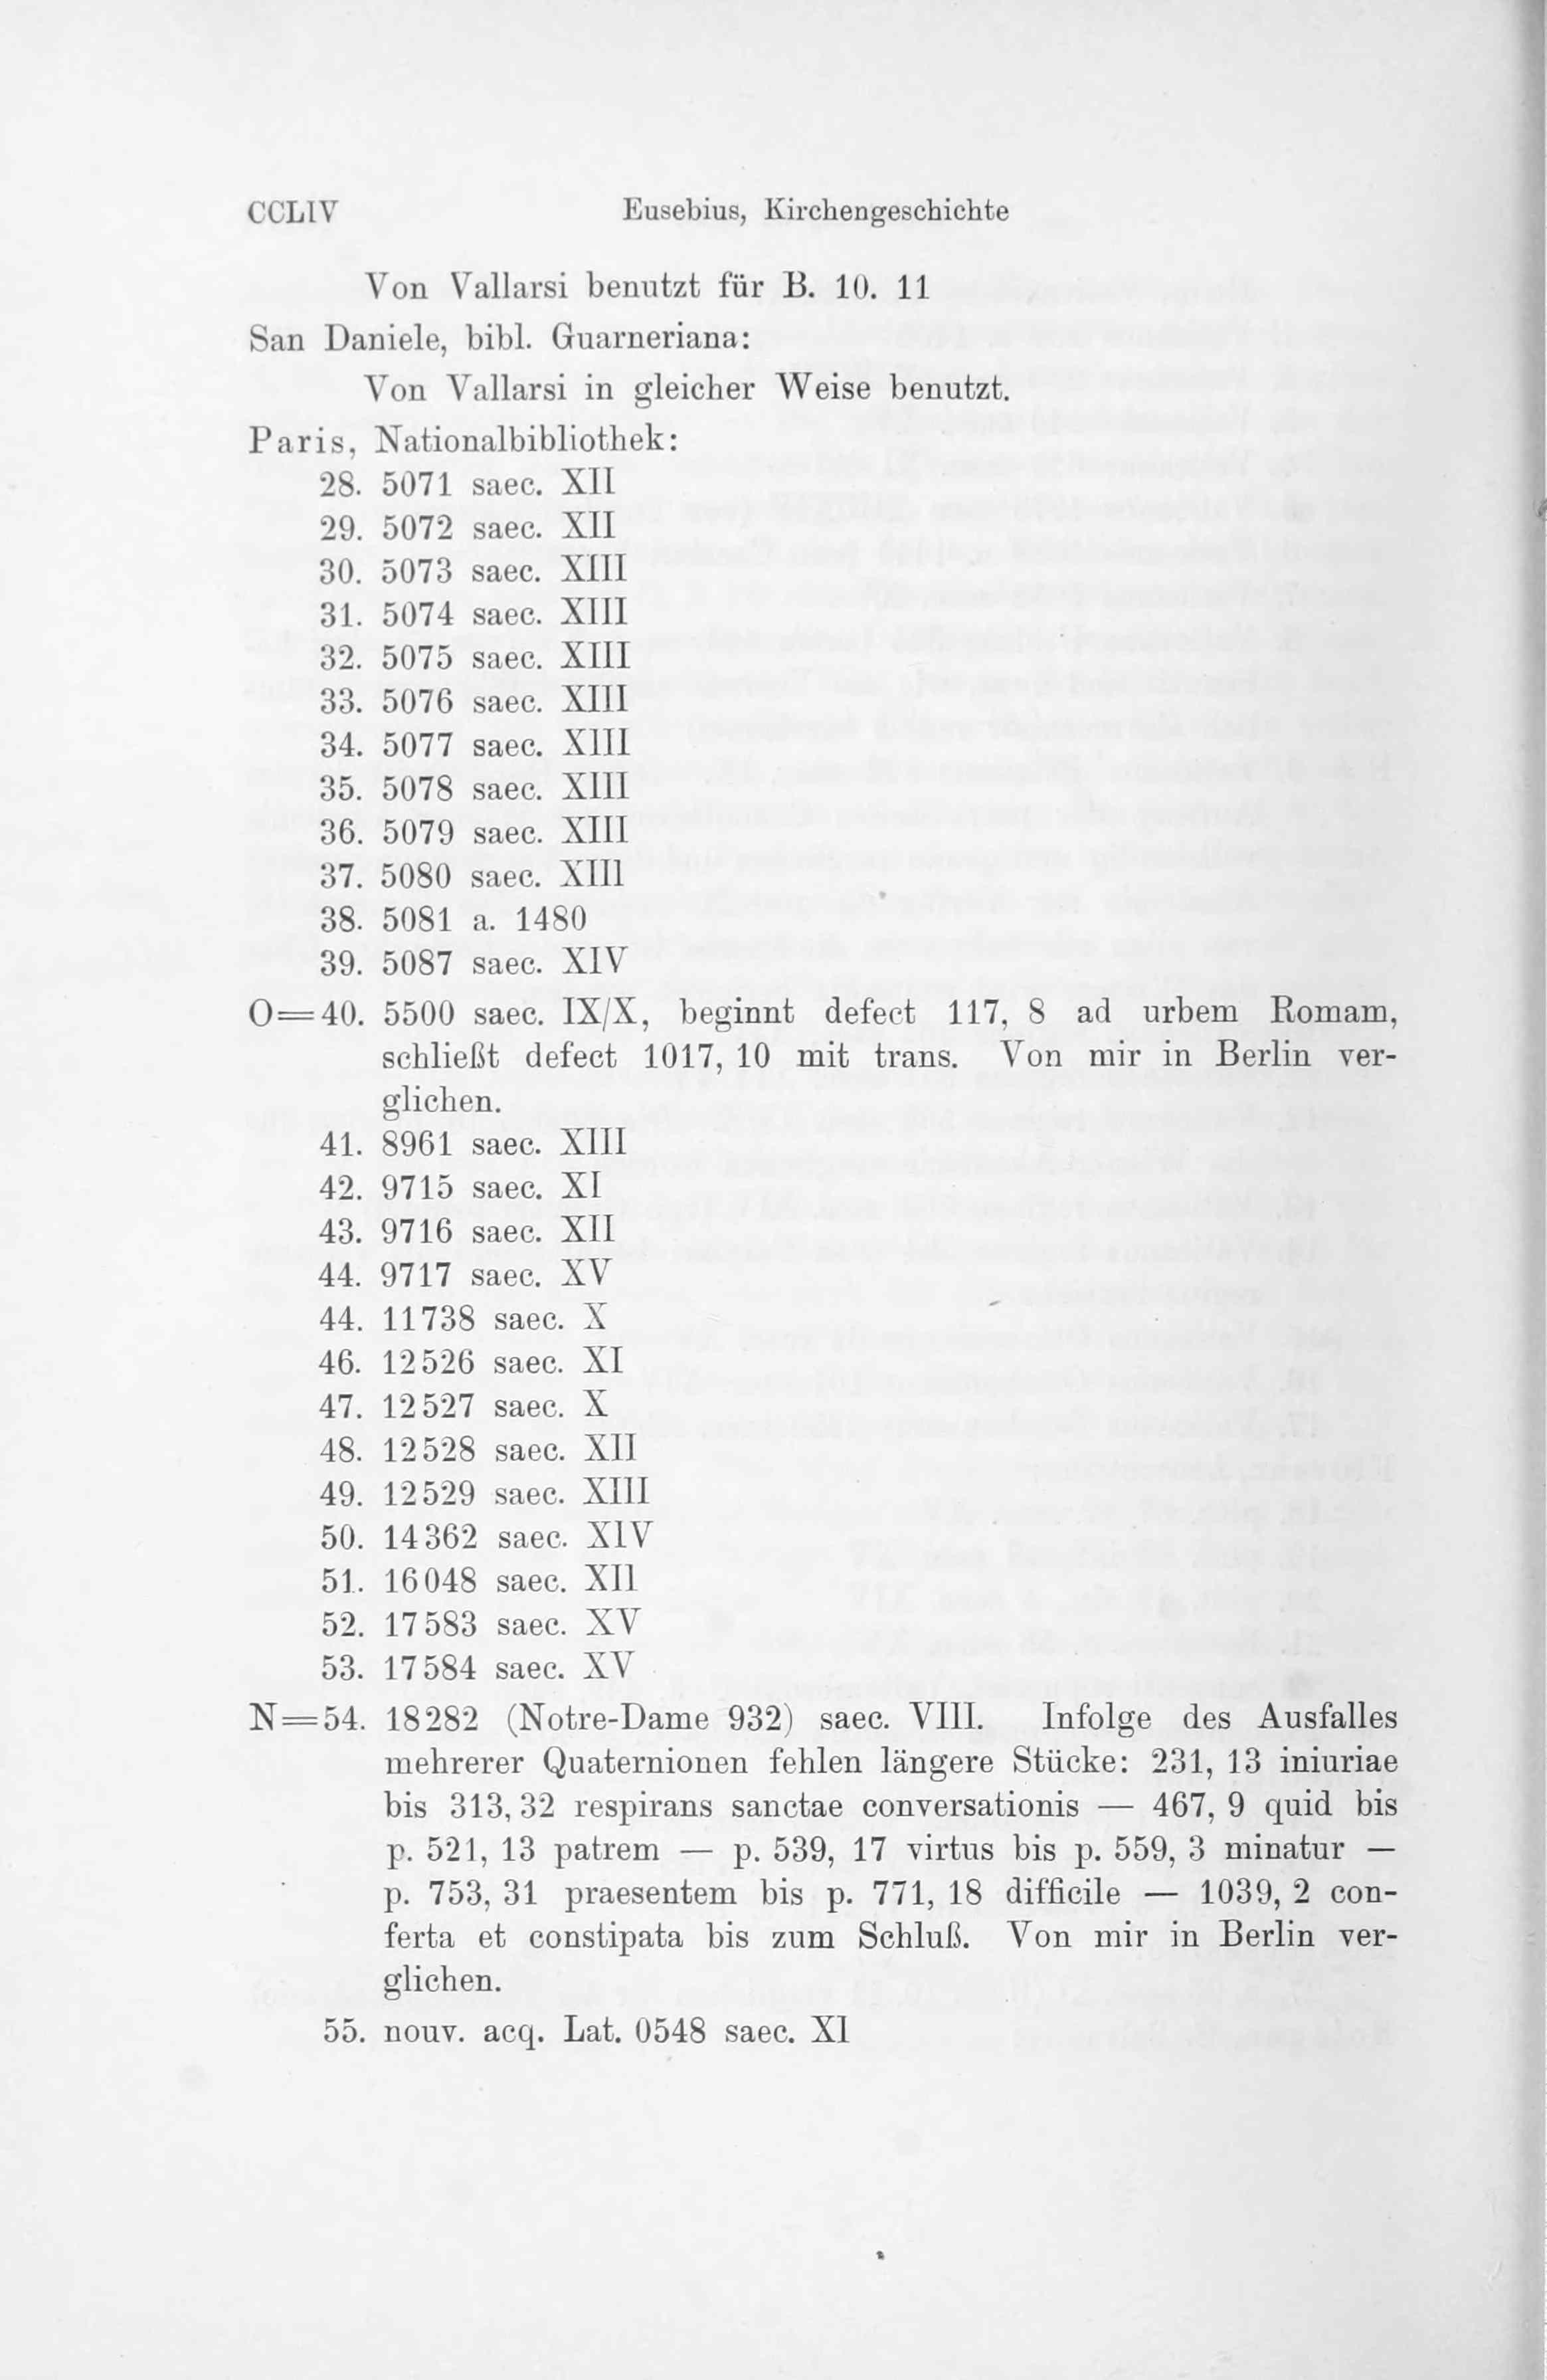 CCLIV Eusebius, Kirchengeschichte
Von Vallarsi benutzt für B. 10. 11
San Daniele, bibl. Guarneriana:
Von Vallarsi in gleicher Weise benutzt.
Paris, Nationalbibliothek:
28. 5071 saec. XII
29. 5072 saec. XII
30. 5073 saec. XIII
31. 5074 saec. XIII
32. 5075 saec. XIII
33. 5076 saec. XIII
34. 5077 saec. XIII
35. 5078 saec. XIII
36. 5079 saec. XIII
37. 5080 saec. XIII
38. 5081 a. 1480
39. 5087 saec. XIV
O=40. 5500 saec. IX/X, beginnt defect 117, 8 ad urbem Romam,
schließt defect 1017, 10 mit trans. Von mir in Berlin ver-
glichen.
41. 8961 saec. XIII
42. 9715 saec. XI
43. 9716 saec. XII
44. 9717 saec. XV
44. 11738 saec. X
46. 12526 saec. XI
47. 12527 saec. X
48. 12528 saec. XII
49. 12529 saec. XIII
50. 14362 saec. XIV
51. 16048 saec. XII
52. 17583 saec. XV
53. 17584 saec. XV
N=54. 18282 (Notre-Dame 932) saec. VIII. Infolge des Ausfalles
mehrerer Quaternionen fehlen längere Stücke: 231, 13 iniuriae
bis 313, 32 respirans sanctae conversationis — 467, 9 quid bis
p. 521, 13 patrem — p. 539, 17 virtus bis p. 559, 3 minatur —
p. 753, 31 praesentem bis p. 771, 18 difficile — 1039, 2 con-
ferta et constipata bis zum Schluß. Von mir in Berlin ver-
glichen.
55. nouv. acq. Lat. 0548 saec. XI